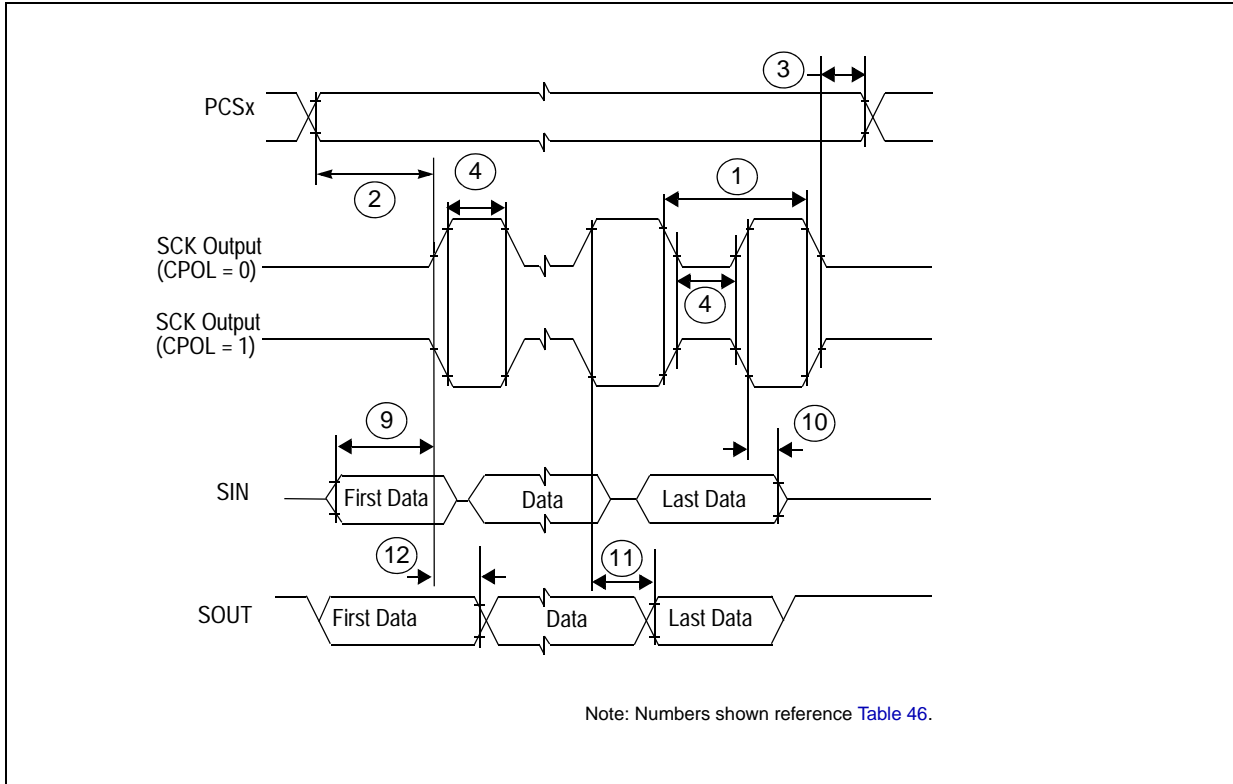 3
PCSx
2
4
1
SCK Output
(CPOL = 0)
4
SCK Output
(CPOL = 1)
9
10
SIN
First Data
Data
Last Data
12
11
SOUT
First Data
Data
Last Data
Note: Numbers shown reference Table 46.